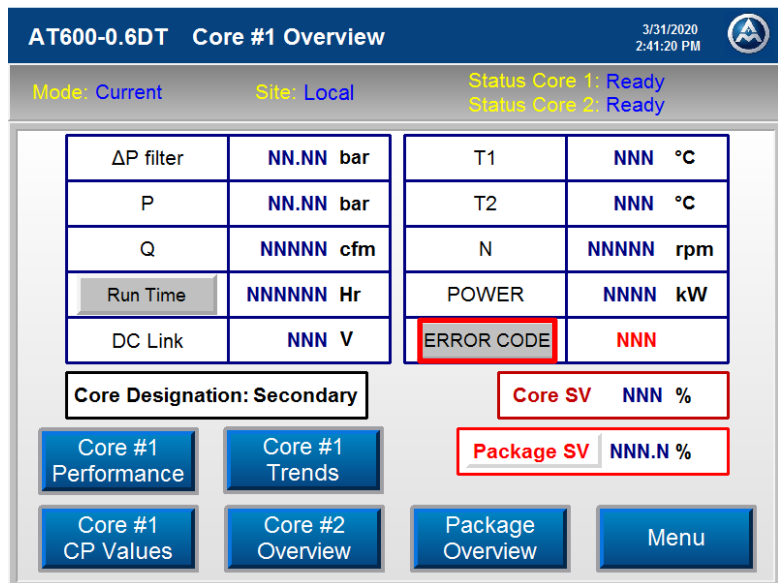 AT600-0.6DT Core #1 Overview
3/31/2020
2:41:20 PM
Mode: Current
Site: Local
Status Core 1: Ready
Status Core 2: Ready
ΔP filter NN.NN bar T1 NNN °C
P NN.NN bar T2 NNN °C
Q NNNNN cfm N NNNNN rpm
Run Time NNNNNN Hr POWER NNNN kW
DC Link NNN V ERROR CODE NNN
Core Designation: Secondary
Core SV NNN %
Package SV NNN.N %
Core #1
Performance
Core #1
Trends
Core #1
CP Values
Core #2
Overview
Package
Overview
Menu